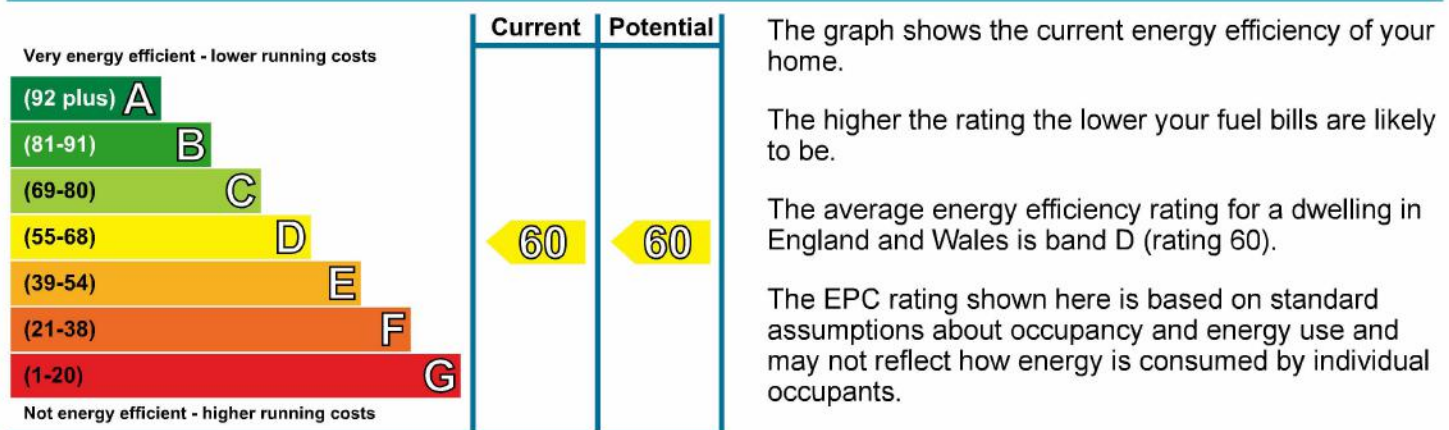 Current Potential
Very energy efficient - lower running costs
(92 plus) A
(81-91) B
(69-80) C
(55-68) D
60 60
(39-54) E
(21-38) F
(1-20) G
Not energy efficient - higher running costs
The graph shows the current energy efficiency of your
home.
The higher the rating the lower your fuel bills are likely
to be.
The average energy efficiency rating for a dwelling in
England and Wales is band D (rating 60).
The EPC rating shown here is based on standard
assumptions about occupancy and energy use and
may not reflect how energy is consumed by individual
occupants.